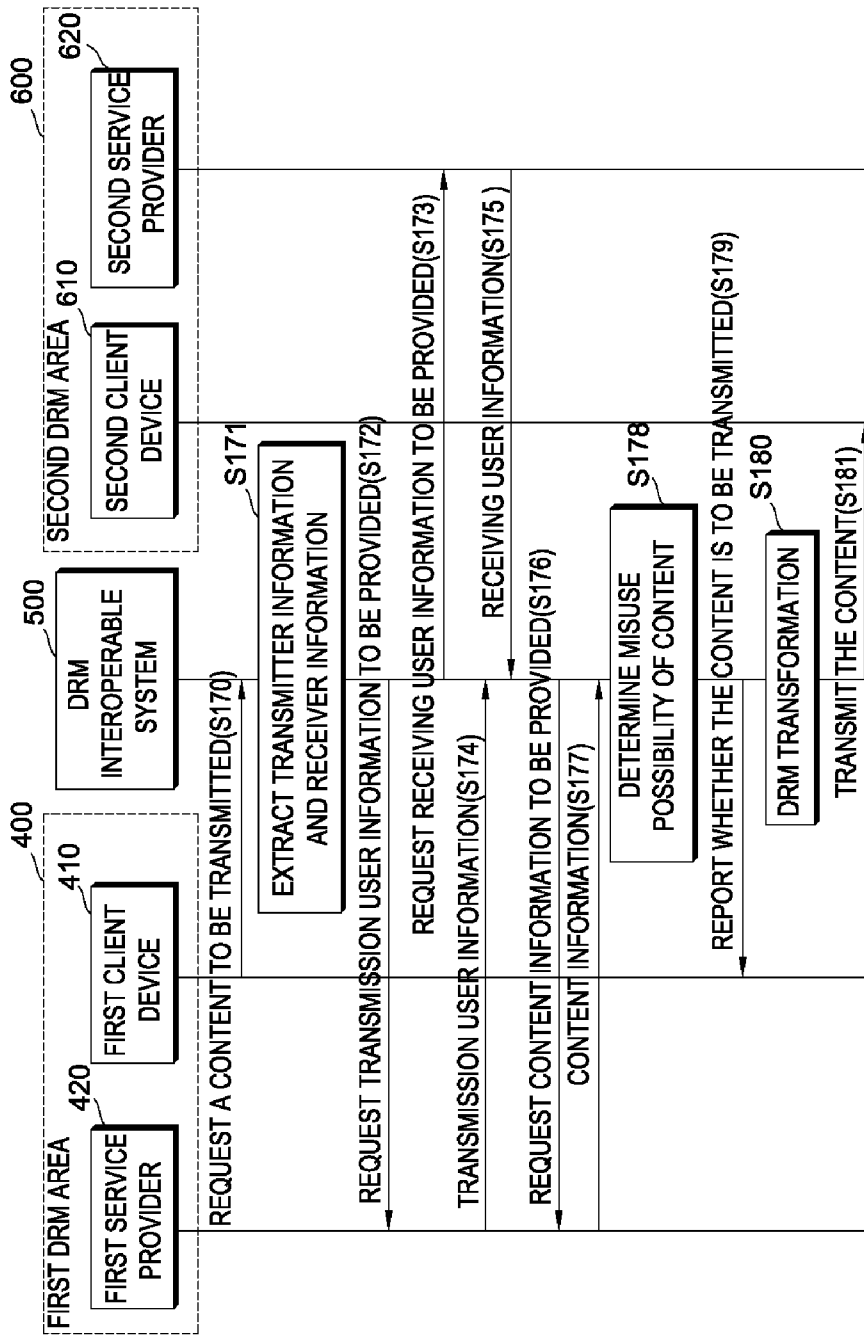 FIRST DRM AREA
400
420
FIRST SERVICE
PROVIDER
410
FIRST CLIENT
DEVICE
500
DRM
INTEROPERABLE
SYSTEM
SECOND DRM AREA
600
610
SECOND CLIENT
DEVICE
620
SECOND SERVICE
PROVIDER
REQUEST A CONTENT TO BE TRANSMITTED(S170)
S171
EXTRACT TRANSMITTER INFORMATION
AND RECEIVER INFORMATION
REQUEST TRANSMISSION USER INFORMATION TO BE PROVIDED(S172)
REQUEST RECEIVING USER INFORMATION TO BE PROVIDED(S173)
TRANSMISSION USER INFORMATION(S174)
RECEIVING USER INFORMATION(S175 )
REQUEST CONTENT INFORMATION TO BE PROVIDED(S176)
CONTENT INFORMATION(S177)
S178
DETERMINE MISUSE
POSSIBILITY OF CONTENT
REPORT WHETHER THE CONTENT IS TO BE TRANSMITTED(S179)
S180
DRM TRANSFORMATION
TRANSMIT THE CONTENT(S181)